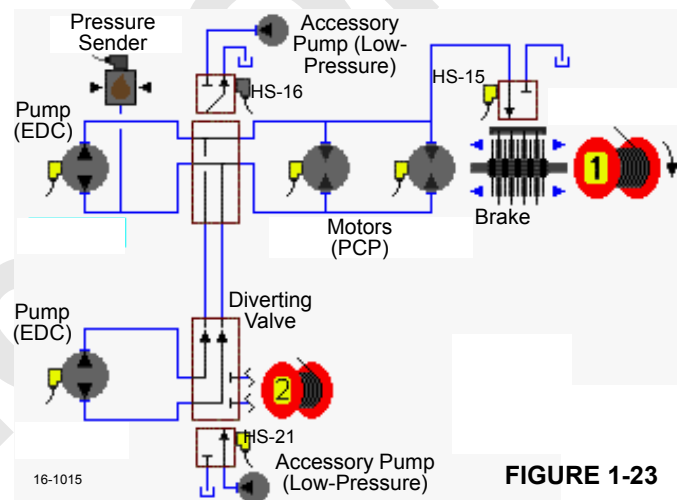 Pressure
Sender
Accessory
Pump (Low-
Pressure)
HS-16
HS-15
Pump
(EDC)
1
Brake
Motors
(PCP)
Diverting
Valve
Pump
(EDC)
2
HS-21
Accessory Pump
(Low-Pressure)
16-1015
FIGURE 1-23